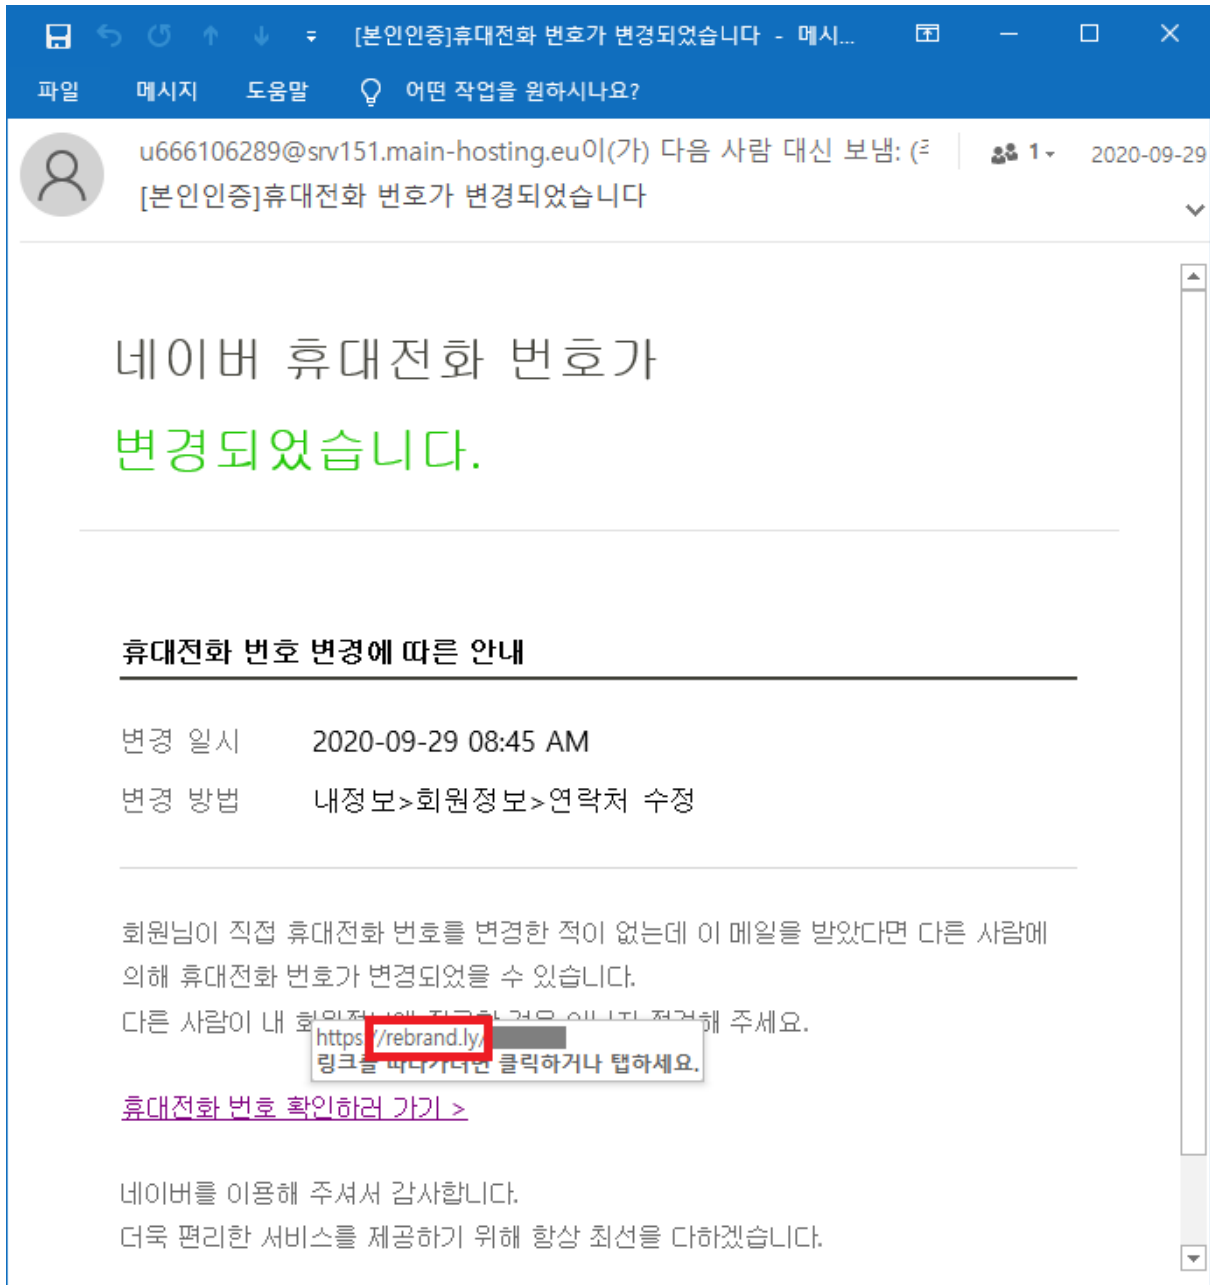 [본인인증]휴대전화 번호가 변경되었습니다 - 메시...
파일 메시지 도움말 어떤 작업을 원하시나요?
u666106289@srv151.main-hosting.eu이(가) 다음 사람 대신 보냄: (주 1 2020-09-29
[본인인증]휴대전화 번호가 변경되었습니다
네이버 휴대전화 번호가
변경되었습니다.
휴대전화 번호 변경에 따른 안내
변경 일시 2020-09-29 08:45 AM
변경 방법 내정보>회원정보>연락처 수정
회원님이 직접 휴대전화 번호를 변경한 적이 없는데 이 메일을 받았다면 다른 사람에
의해 휴대전화 번호가 변경되었을 수 있습니다.
다른 사람이 내 해 주세요.
https://rebrand.ly/
링크를 따라가려면 클릭하거나 탭하세요.
휴대전화 번호 확인하러 가기 >
네이버를 이용해 주셔서 감사합니다.
더욱 편리한 서비스를 제공하기 위해 항상 최선을 다하겠습니다.